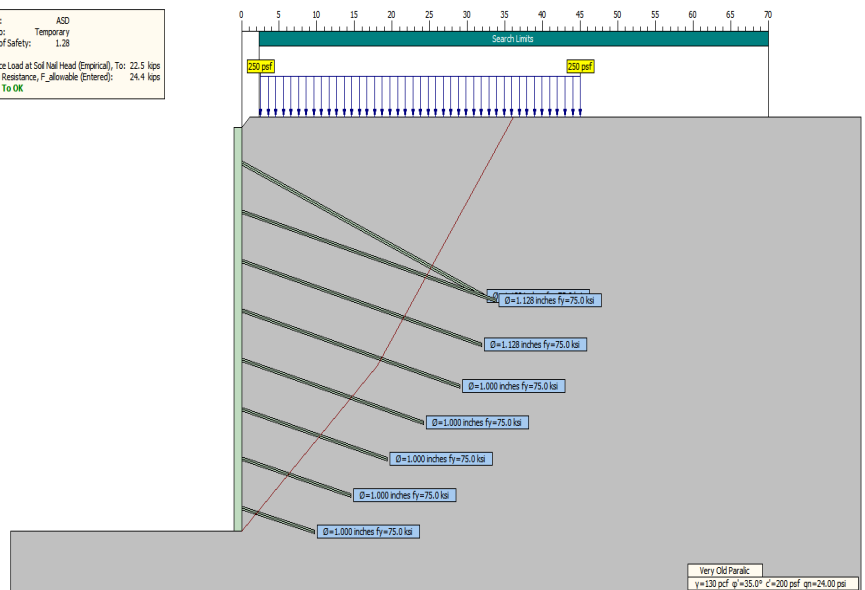 : ASD
o: Temporary
of Safety: 1.28
ce Load at Soil Nail Head (Empirical), To: 22.5 kips
Resistance, F_allowable (Entered): 24.4 kips
To OK
0 5 10 15 20 25 30 35 40 45 50 55 60 65 70
Search Limits
250 psf 250 psf
Ø=1.128 inches fy=75.0 ksi
Ø=1.128 inches fy=75.0 ksi
Ø=1.000 inches fy=75.0 ksi
Ø=1.000 inches fy=75.0 ksi
Ø=1.000 inches fy=75.0 ksi
Ø=1.000 inches fy=75.0 ksi
Ø=1.000 inches fy=75.0 ksi
Very Old Paralic
γ=130 pcf φ'=35.0° c'=200 psf qn=24.00 psi